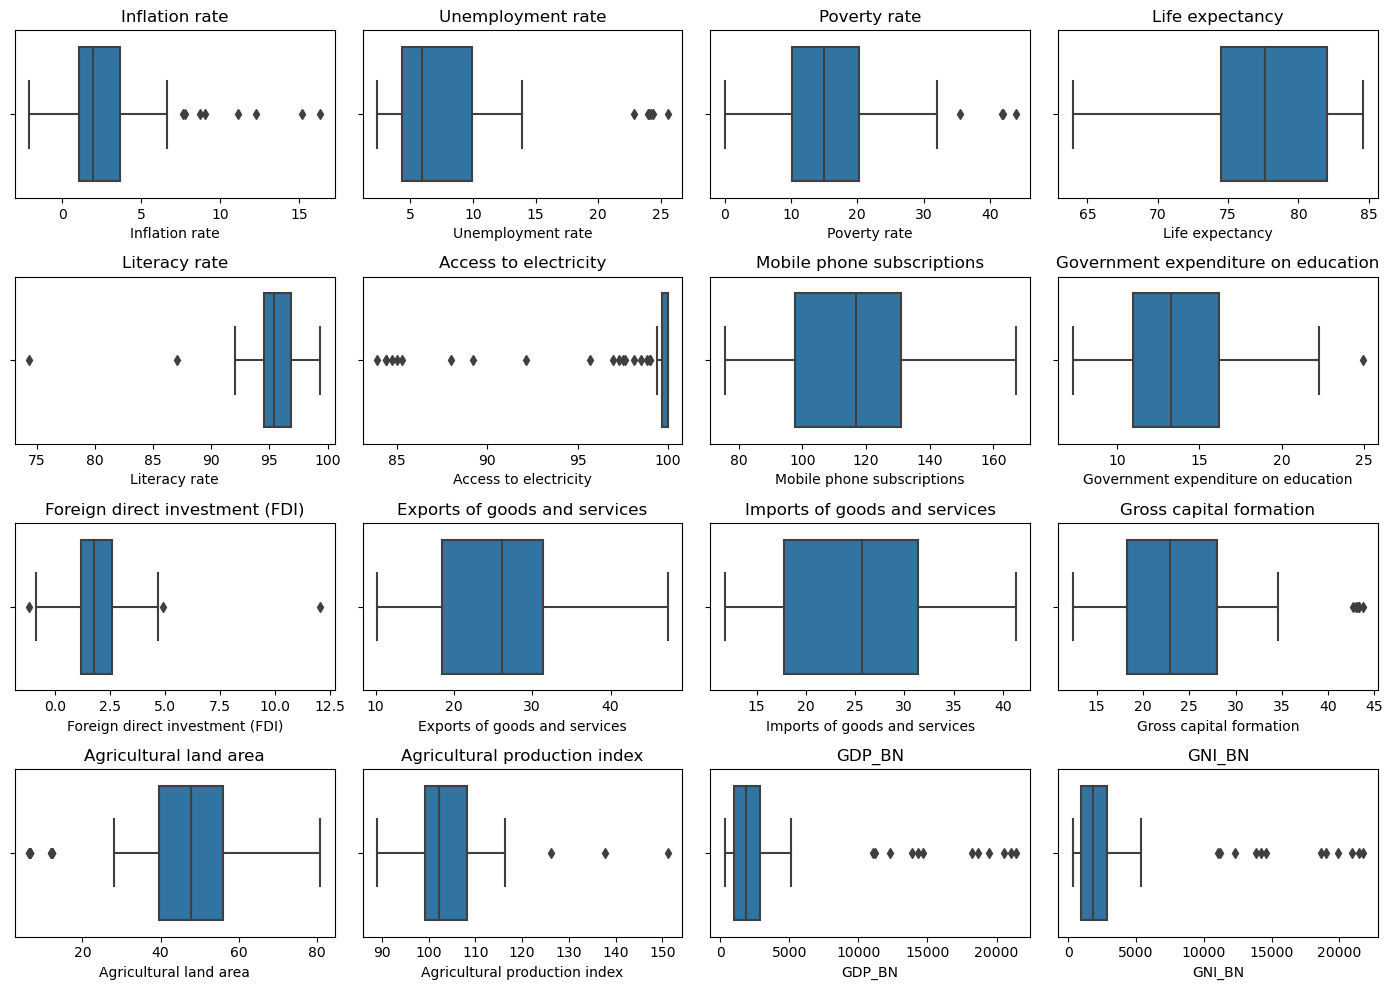 Inflation rate
Unemployment rate
Poverty rate
Life expectancy
0 5 10 15
5 10 15 20 25
0 10 20 30 40
65 70 75 80 85
Inflation rate
Unemployment rate
Poverty rate
Life expectancy
Literacy rate
Access to electricity
Mobile phone subscriptions
Government expenditure on education
75 80 85 90 95 100
85 90 95 100
80 100 120 140 160
10 15 20 25
Literacy rate
Access to electricity
Mobile phone subscriptions
Government expenditure on education
Foreign direct investment (FDI)
Exports of goods and services
Imports of goods and services
Gross capital formation
0.0 2.5 5.0 7.5 10.0 12.5
10 20 30 40
15 20 25 30 35 40
15 20 25 30 35 40 45
Foreign direct investment (FDI)
Exports of goods and services
Imports of goods and services
Gross capital formation
Agricultural land area
Agricultural production index
GDP_BN
GNI_BN
20 40 60 80
90 100 110 120 130 140 150
0 5000 10000 15000 20000
0 5000 10000 15000 20000
Agricultural land area
Agricultural production index
GDP_BN
GNI_BN